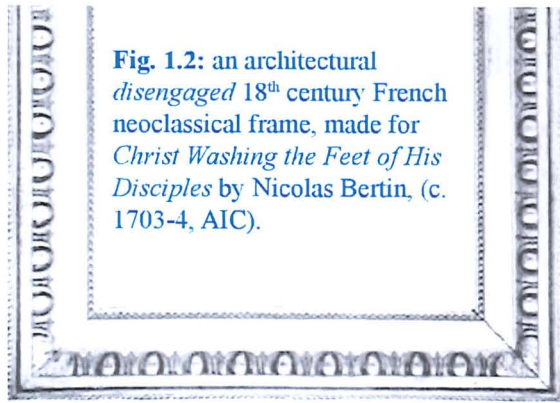 Fig. 1.2: an architectural
disengaged 18th century French
neoclassical frame, made for
Christ Washing the Feet of His
Disciples by Nicolas Bertin, (c.
1703-4, AIC).